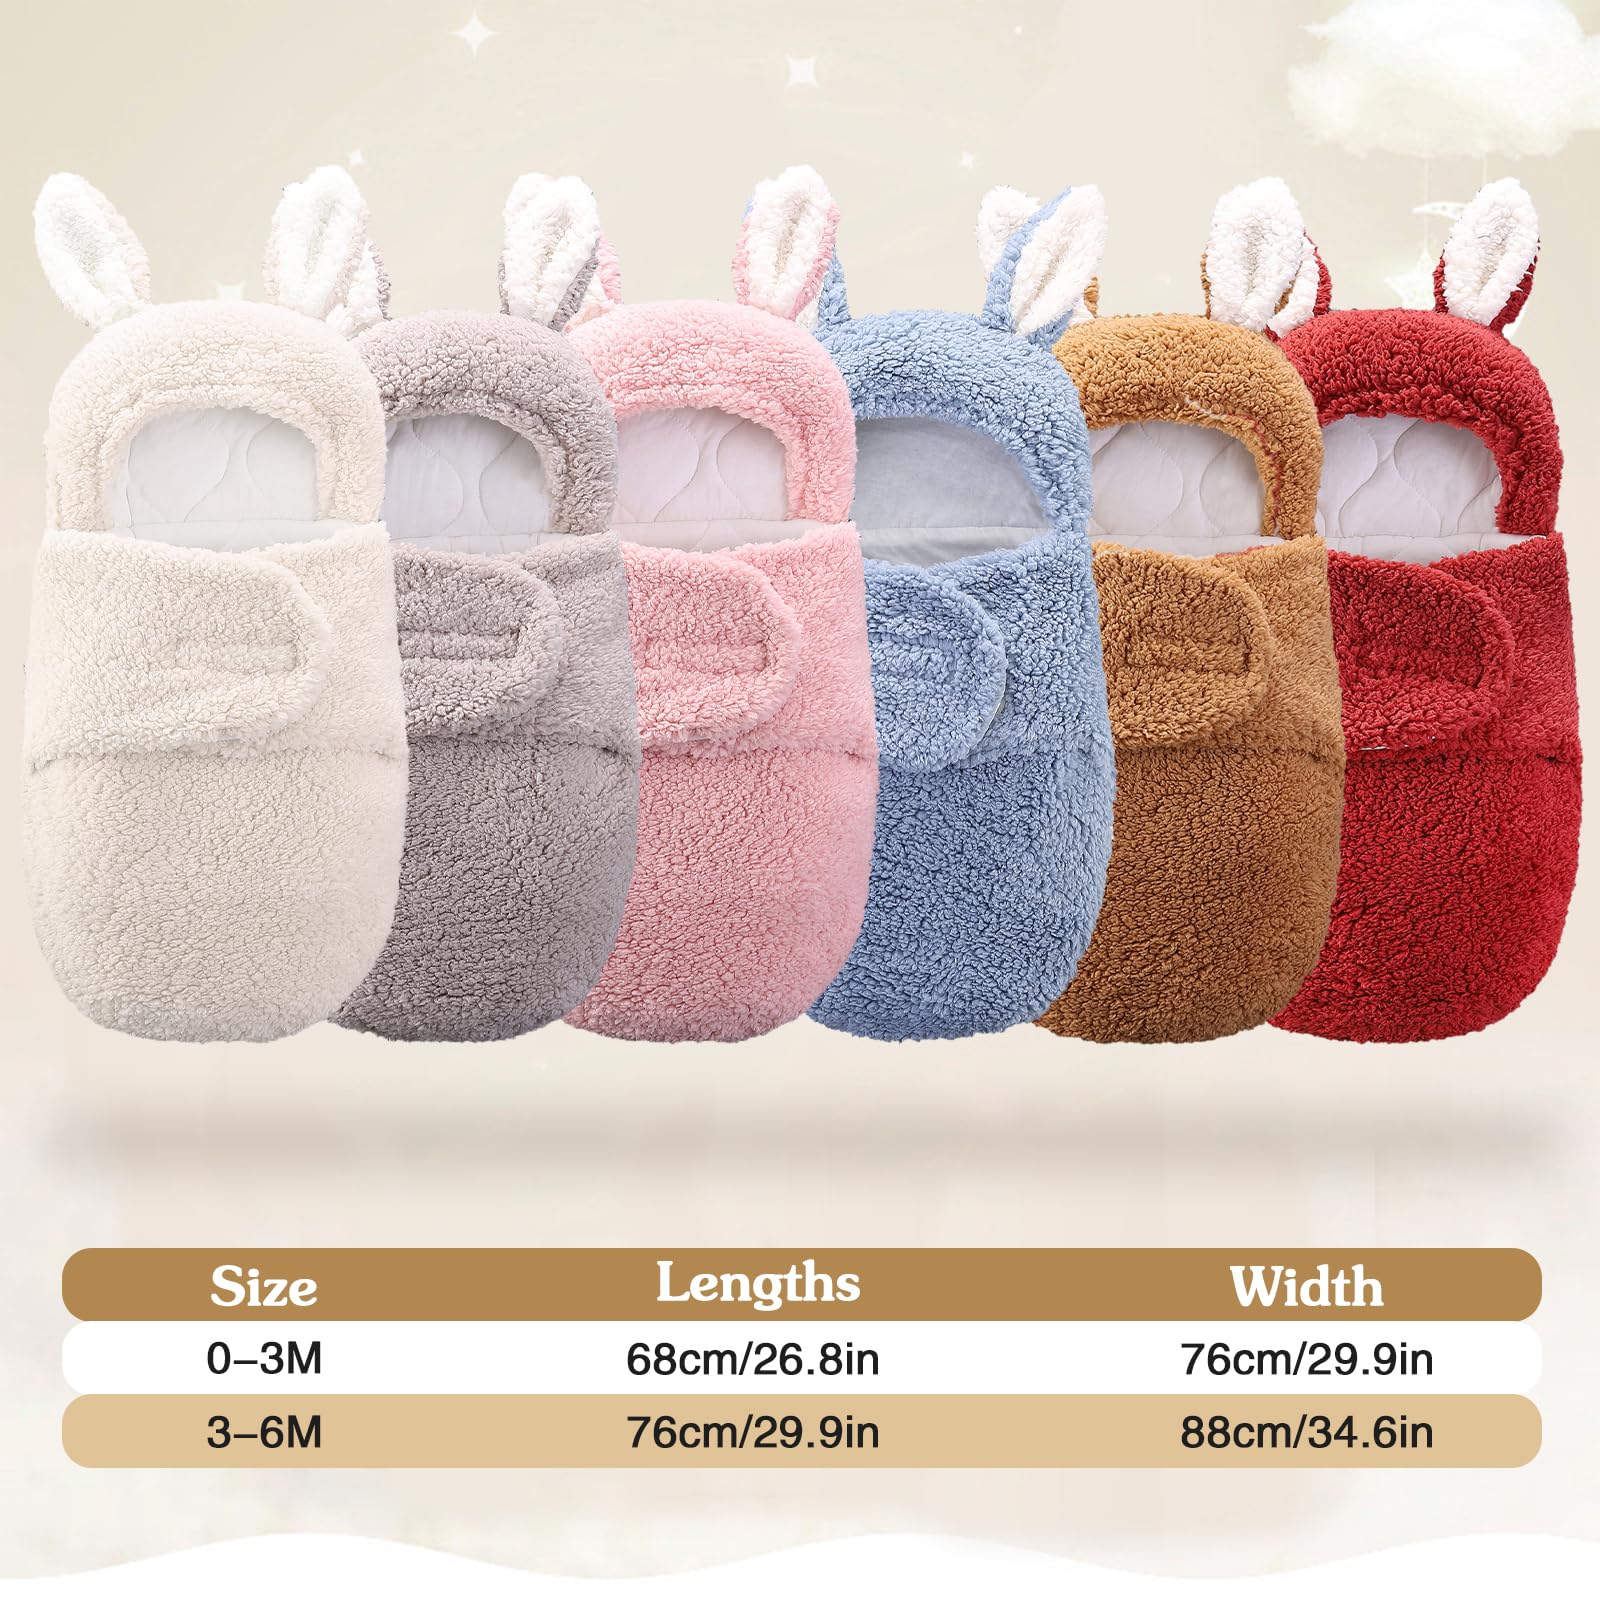 Size Lengths Width
0-3M 68cm/26.8in 76cm/29.9in
3-6M 76cm/29.9in 88cm/34.6in